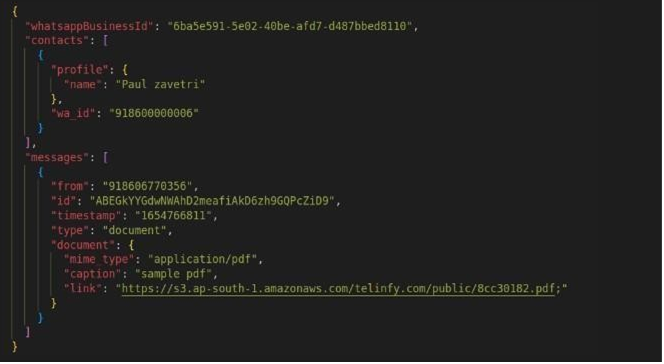 {
"whatsappBusinessId": "6ba5e591-5e02-40be-afd7-d487bbed8110",
"contacts": [
{
"profile": {
"name": "Paul zavetri"
},
"wa_id": "918600000006"
}
],
"messages": [
{
"from": "918606770356",
"id": "ABEGkYYGdwNWAhD2meafiAkD6zh9GQPcZiD9",
"timestamp": "1654766811",
"type": "document",
"document": {
"mime_type": "application/pdf",
"caption": "sample pdf",
"link": "https://s3.ap-south-1.amazonaws.com/telinfy.com/public/8cc30182.pdf;"
}
}
]
}